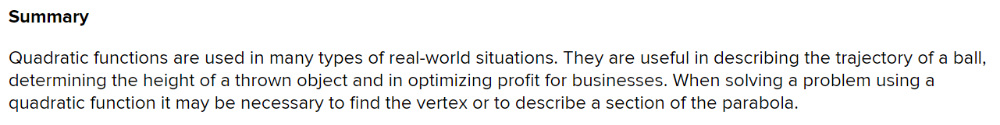 Summary
Quadratic functions are used in many types of real-world situations. They are useful in describing the trajectory of a ball,
determining the height of a thrown object and in optimizing profit for businesses. When solving a problem using a
quadratic function it may be necessary to find the vertex or to describe a section of the parabola.